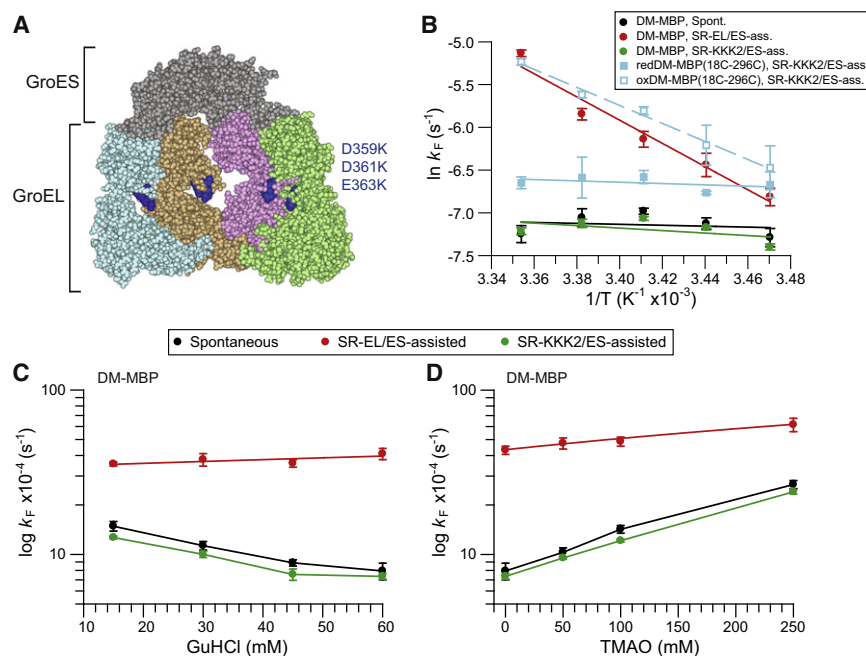 A
GroES
GroEL
D359K
D361K
E363K
B
DM-MBP, Spont.
DM-MBP, SR-EL/ES-ass.
DM-MBP, SR-KKK2/ES-ass.
redDM-MBP(18C-296C), SR-KKK2/ES-ass
oxDM-MBP(18C-296C), SR-KKK2/ES-ass.
ln kF (s-1)
-5.0
-5.5
-6.0
-6.5
-7.0
-7.5
3.34 3.36 3.38 3.40 3.42 3.44 3.46 3.48
1/T (K-1 x10-3)
Spontaneous SR-EL/ES-assisted SR-KKK2/ES-assisted
C
DM-MBP
log kF x10-4 (s-1)
100
10
10 20 30 40 50 60
GuHCl (mM)
D
DM-MBP
log kF x10-4 (s-1)
100
10
0 50 100 150 200 250
TMAO (mM)